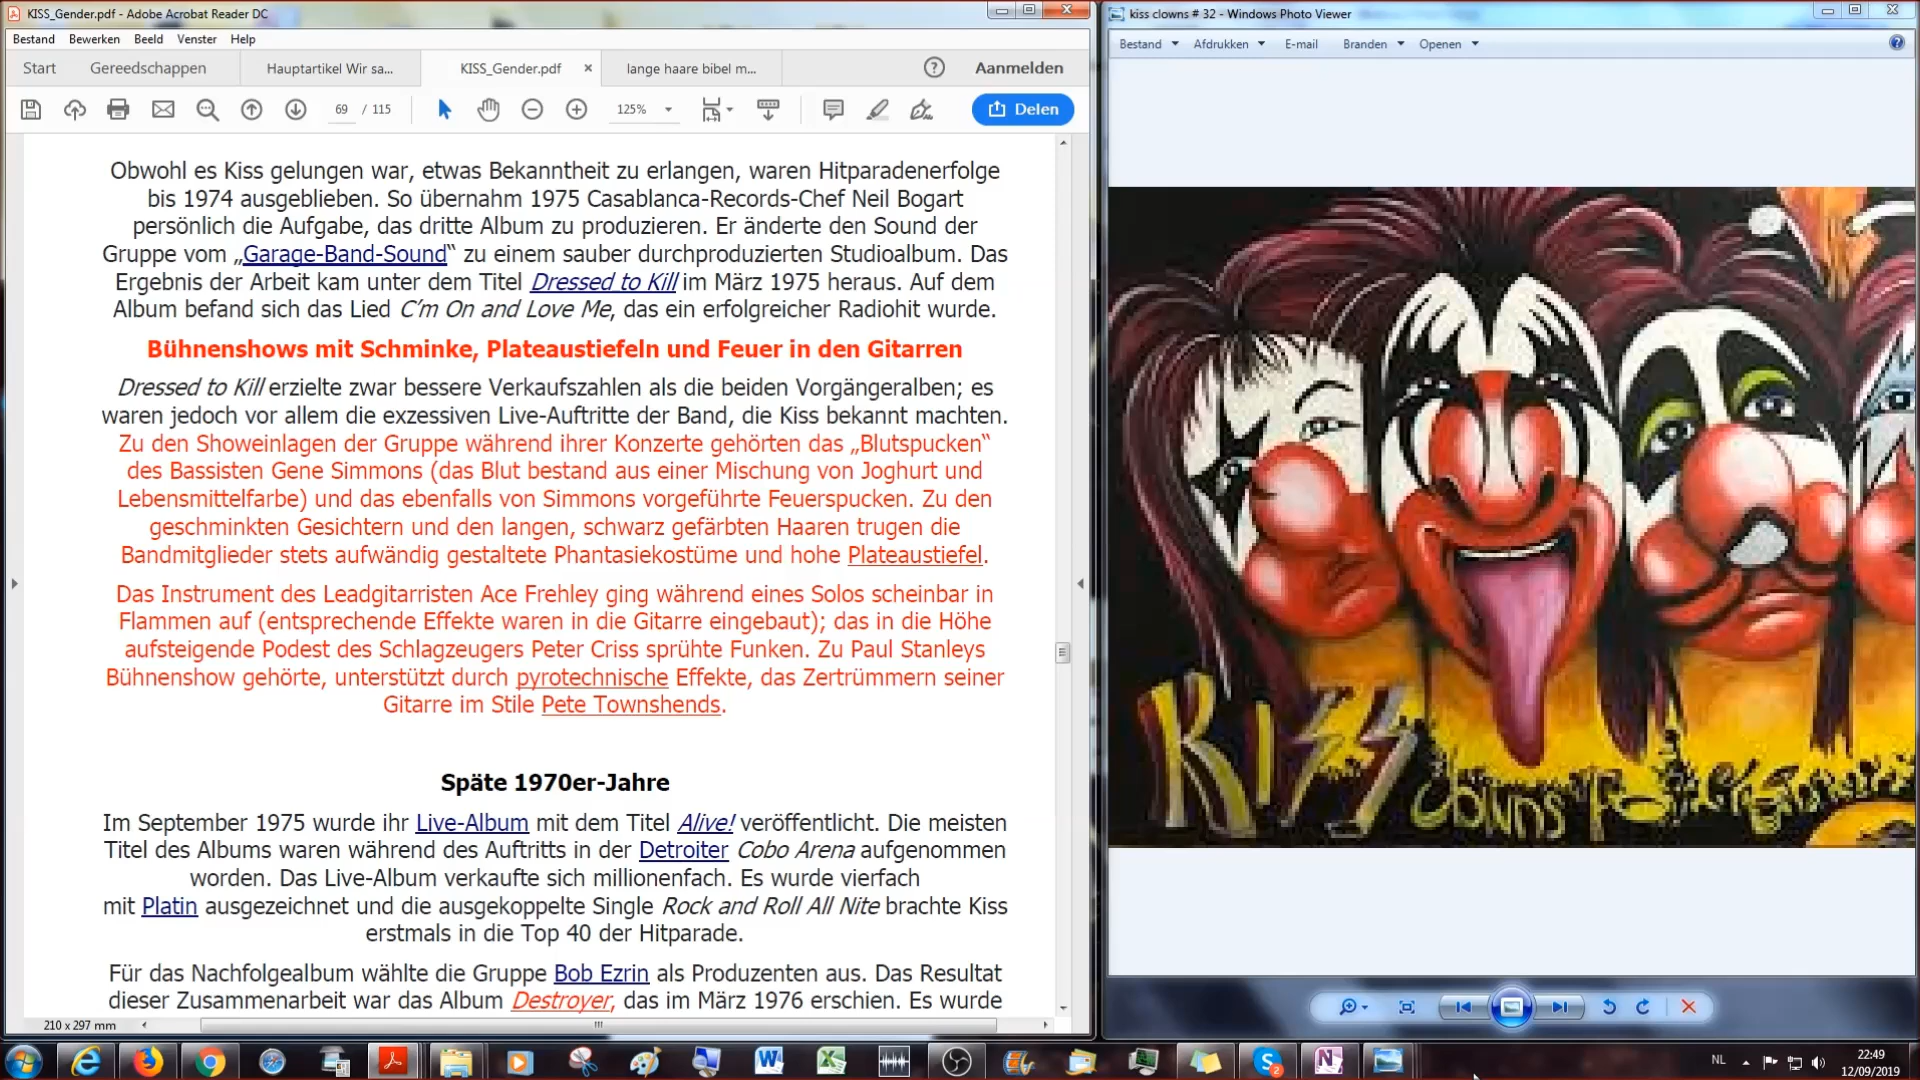 KISS_Gender.pdf - Adobe Acrobat Reader DC
Bestand Bewerken Beeld Venster Help
Start Gereedschappen Hauptartikel Wir sa... KISS_Gender.pdf × lange haare bibel m... Aanmelden
69 / 115 125% Delen
Obwohl es Kiss gelungen war, etwas Bekanntheit zu erlangen, waren Hitparadenerfolge
bis 1974 ausgeblieben. So übernahm 1975 Casablanca-Records-Chef Neil Bogart
persönlich die Aufgabe, das dritte Album zu produzieren. Er änderte den Sound der
Gruppe vom „Garage-Band-Sound“ zu einem sauber durchproduzierten Studioalbum. Das
Ergebnis der Arbeit kam unter dem Titel Dressed to Kill im März 1975 heraus. Auf dem
Album befand sich das Lied C’m On and Love Me, das ein erfolgreicher Radiohit wurde.
Bühnenshows mit Schminke, Plateaustiefeln und Feuer in den Gitarren
Dressed to Kill erzielte zwar bessere Verkaufszahlen als die beiden Vorgängeralben; es
waren jedoch vor allem die exzessiven Live-Auftritte der Band, die Kiss bekannt machten.
Zu den Showeinlagen der Gruppe während ihrer Konzerte gehörten das „Blutspucken“
des Bassisten Gene Simmons (das Blut bestand aus einer Mischung von Joghurt und
Lebensmittelfarbe) und das ebenfalls von Simmons vorgeführte Feuerspucken. Zu den
geschminkten Gesichtern und den langen, schwarz gefärbten Haaren trugen die
Bandmitglieder stets aufwändig gestaltete Phantasiekostüme und hohe Plateaustiefel.
Das Instrument des Leadgitarristen Ace Frehley ging während eines Solos scheinbar in
Flammen auf (entsprechende Effekte waren in die Gitarre eingebaut); das in die Höhe
aufsteigende Podest des Schlagzeugers Peter Criss sprühte Funken. Zu Paul Stanleys
Bühnenshow gehörte, unterstützt durch pyrotechnische Effekte, das Zertrümmern seiner
Gitarre im Stile Pete Townshends.
Späte 1970er-Jahre
Im September 1975 wurde ihr Live-Album mit dem Titel Alive! veröffentlicht. Die meisten
Titel des Albums waren während des Auftritts in der Detroiter Cobo Arena aufgenommen
worden. Das Live-Album verkaufte sich millionenfach. Es wurde vierfach
mit Platin ausgezeichnet und die ausgekoppelte Single Rock and Roll All Nite brachte Kiss
erstmals in die Top 40 der Hitparade.
Für das Nachfolgealbum wählte die Gruppe Bob Ezrin als Produzenten aus. Das Resultat
dieser Zusammenarbeit war das Album Destroyer, das im März 1976 erschien. Es wurde
210 x 297 mm
kiss clowns # 32 - Windows Photo Viewer
Bestand Afdrukken E-mail Branden Openen
KISS
Clowns
NL 22:49
12/09/2019